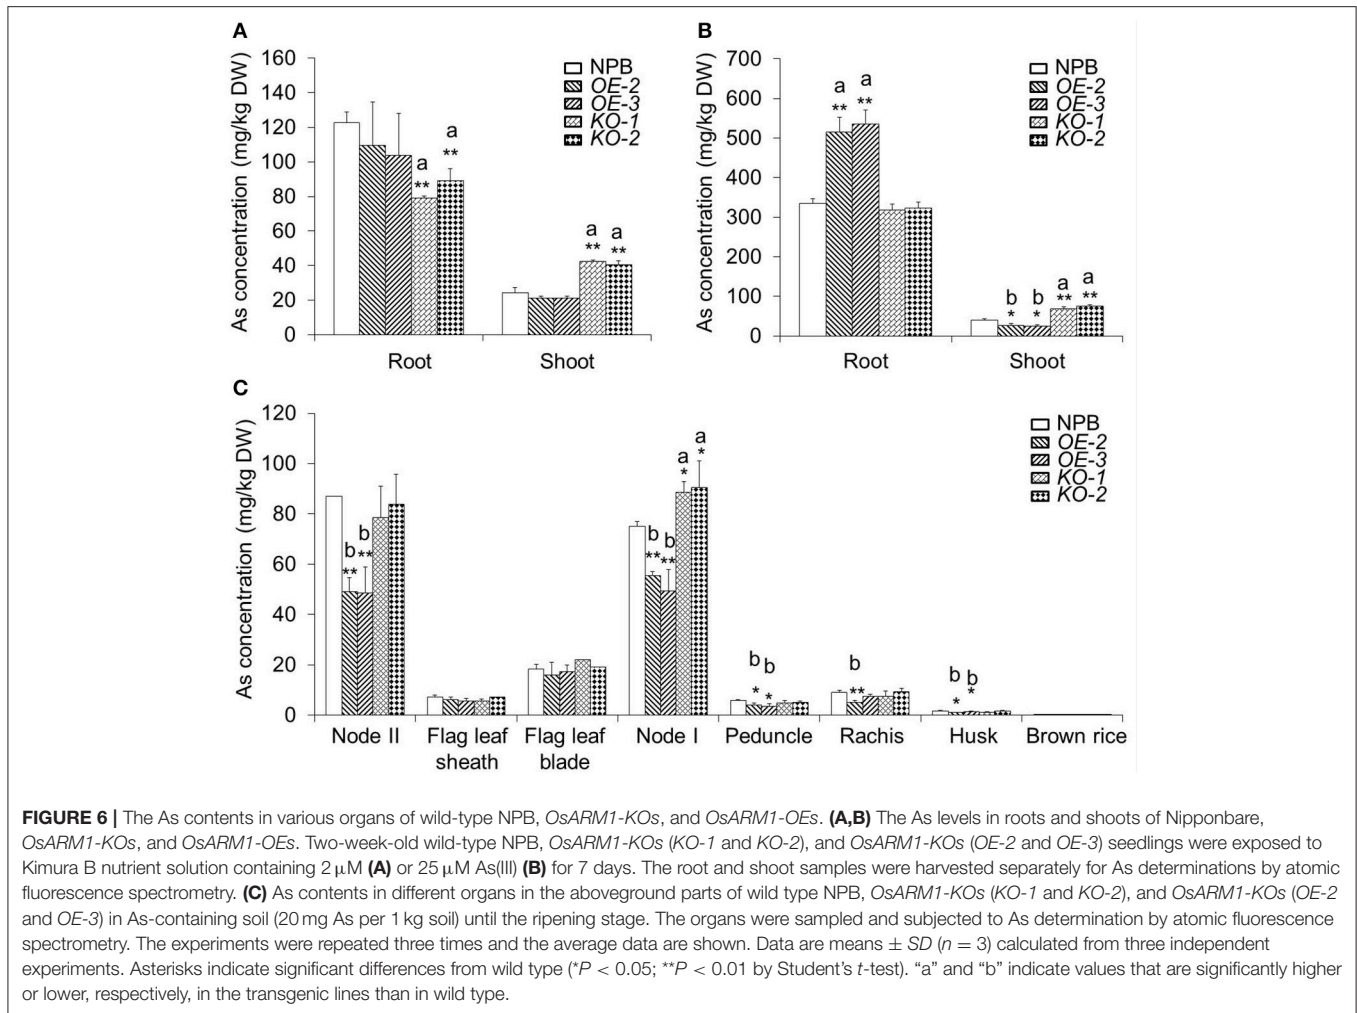 A
As concentration (mg/kg DW)
160
140
120
100
80
60
40
20
0
NPB
OE-2
OE-3
KO-1
KO-2
a
**
a
**
a
**
a
**
Root
Shoot
B
As concentration (mg/kg DW)
700
600
500
400
300
200
100
0
NPB
OE-2
OE-3
KO-1
KO-2
a
**
a
**
b
*
b
*
a
**
a
**
Root
Shoot
C
As concentration (mg/kg DW)
120
100
80
60
40
20
0
NPB
OE-2
OE-3
KO-1
KO-2
b
**
b
**
b
**
b
**
a
*
a
*
b
*
b
*
b
**
b
*
b
*
Node II
Flag leaf
sheath
Flag leaf
blade
Node I
Peduncle
Rachis
Husk
Brown rice
FIGURE 6 | The As contents in various organs of wild-type NPB, OsARM1-KOs, and OsARM1-OEs. (A,B) The As levels in roots and shoots of Nipponbare,
OsARM1-KOs, and OsARM1-OEs. Two-week-old wild-type NPB, OsARM1-KOs (KO-1 and KO-2), and OsARM1-KOs (OE-2 and OE-3) seedlings were exposed to
Kimura B nutrient solution containing 2 μM (A) or 25 μM As(III) (B) for 7 days. The root and shoot samples were harvested separately for As determinations by atomic
fluorescence spectrometry. (C) As contents in different organs in the aboveground parts of wild type NPB, OsARM1-KOs (KO-1 and KO-2), and OsARM1-KOs (OE-2
and OE-3) in As-containing soil (20 mg As per 1 kg soil) until the ripening stage. The organs were sampled and subjected to As determination by atomic fluorescence
spectrometry. The experiments were repeated three times and the average data are shown. Data are means ± SD (n = 3) calculated from three independent
experiments. Asterisks indicate significant differences from wild type (*P < 0.05; **P < 0.01 by Student's t-test). “a” and “b” indicate values that are significantly higher
or lower, respectively, in the transgenic lines than in wild type.